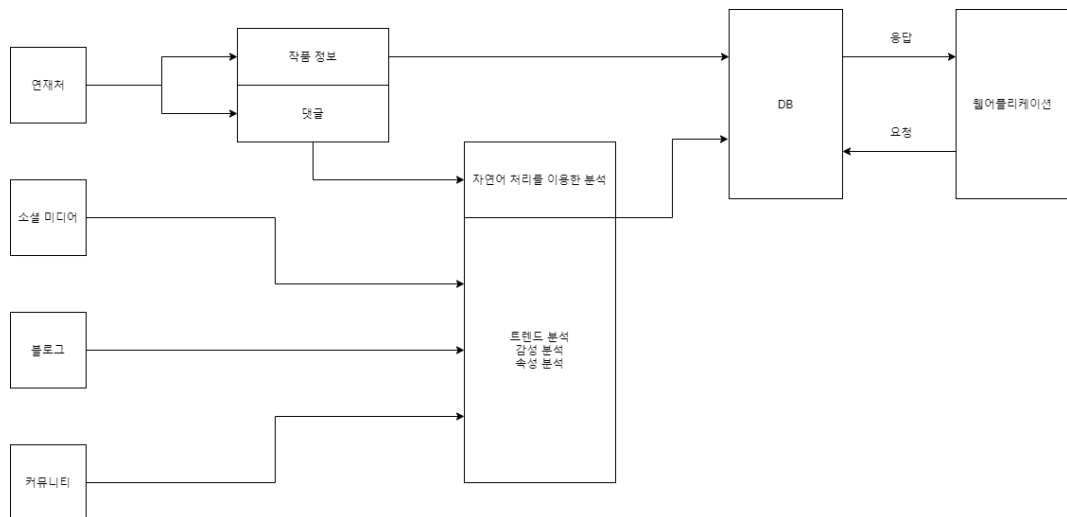 연재처
작품 정보
댓글
DB
응답
요청
웹어플리케이션
자연어 처리를 이용한 분석
소셜 미디어
블로그
트렌드 분석
감성 분석
속성 분석
커뮤니티